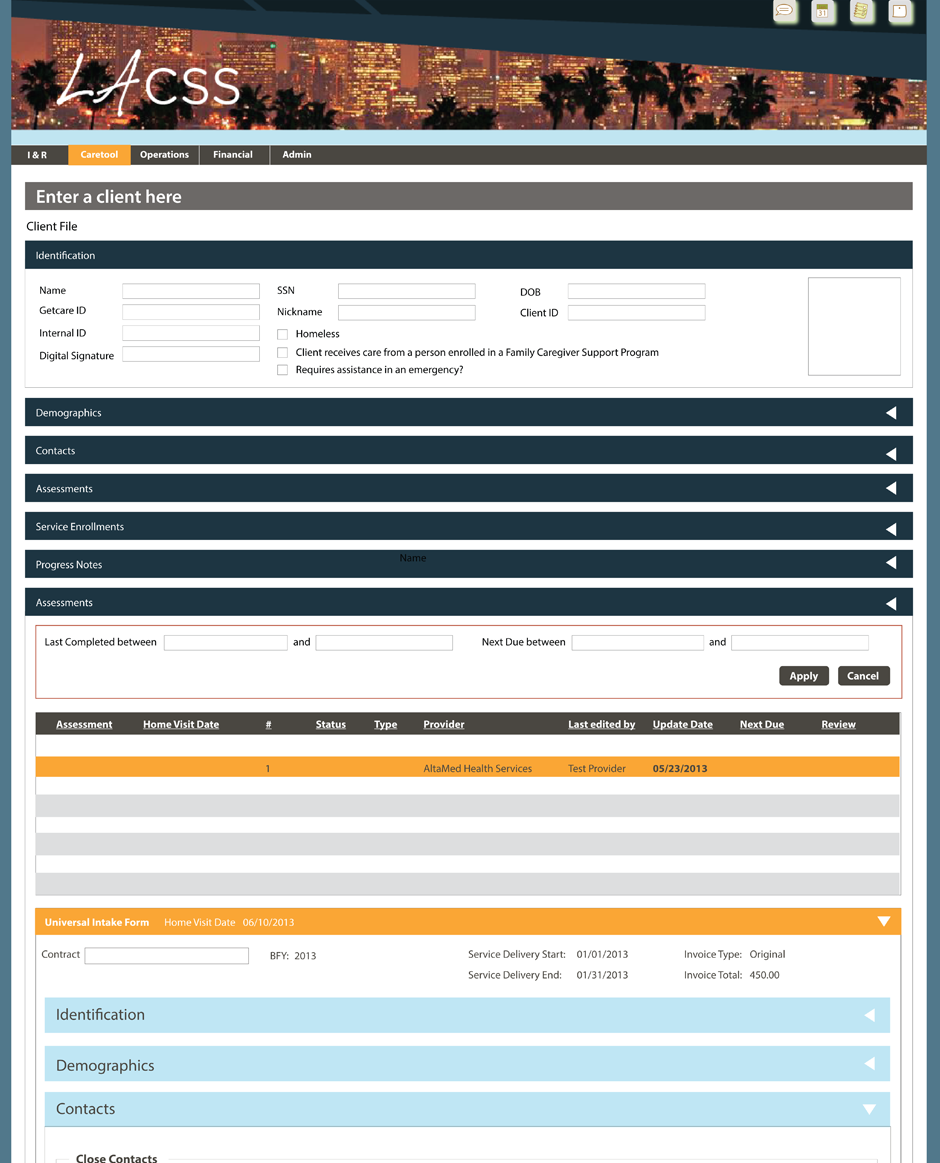 31
LACSS
I & R Caretool Operations Financial Admin
Enter a client here
Client File
Identification
Name SSN DOB
Getcare ID Nickname Client ID
Internal ID Homeless
Digital Signature Client receives care from a person enrolled in a Family Caregiver Support Program
Requires assistance in an emergency?
Demographics
Contacts
Assessments
Service Enrollments
Name
Progress Notes
Assessments
Last Completed between and Next Due between and
Apply Cancel
Assessment Home Visit Date # Status Type Provider Last edited by Update Date Next Due Review
1 AltaMed Health Services Test Provider 05/23/2013
Universal Intake Form Home Visit Date 06/10/2013
Contract BFY: 2013 Service Delivery Start: 01/01/2013 Invoice Type: Original
Service Delivery End: 01/31/2013 Invoice Total: 450.00
Identification
Demographics
Contacts
Close Contacts